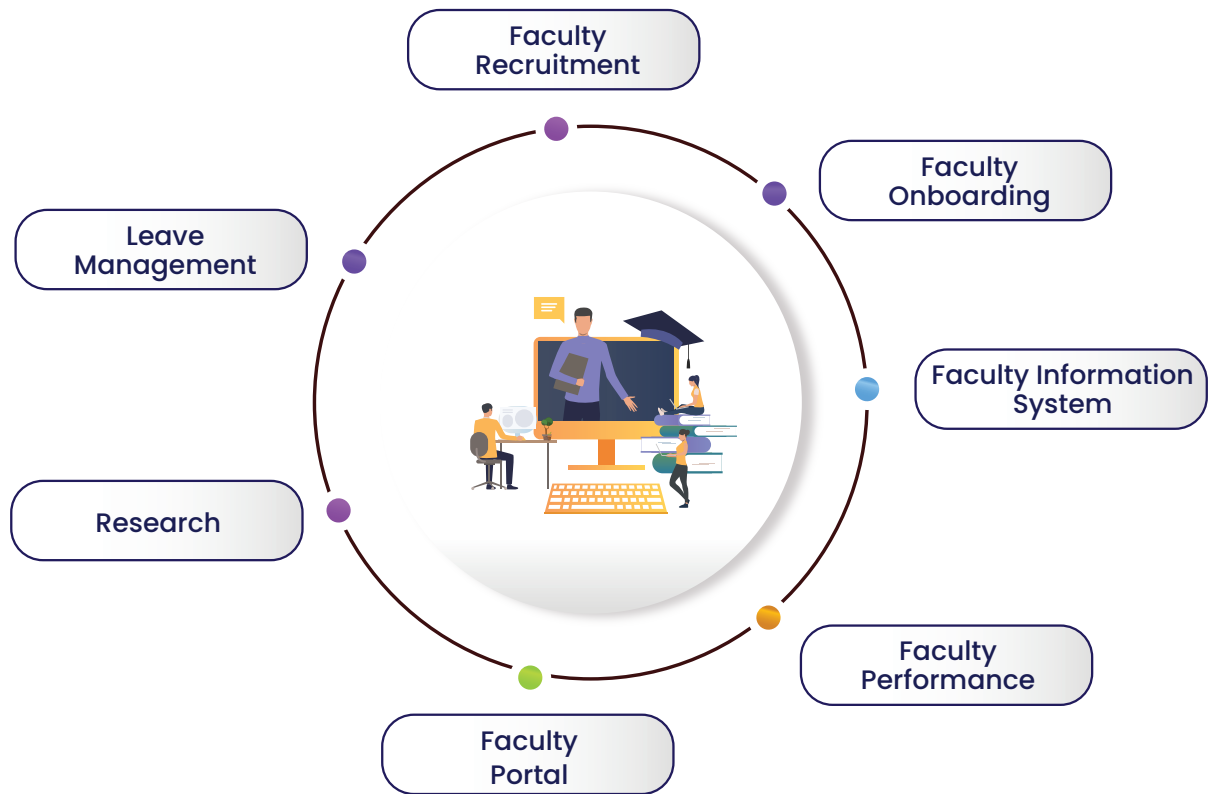 Faculty
Recruitment
Faculty
Onboarding
Faculty Information
System
Faculty
Performance
Faculty
Portal
Research
Leave
Management